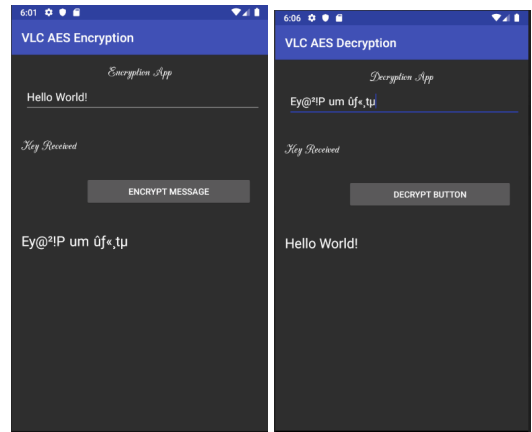 6:01
VLC AES Encryption
Encryption App
Hello World!
Key Received
ENCRYPT MESSAGE
Ey@²!P um ûƒ«¸tµ
6:06
VLC AES Decryption
Decryption App
Ey@²!P um ûƒ«¸tµ
Key Received
DECRYPT BUTTON
Hello World!